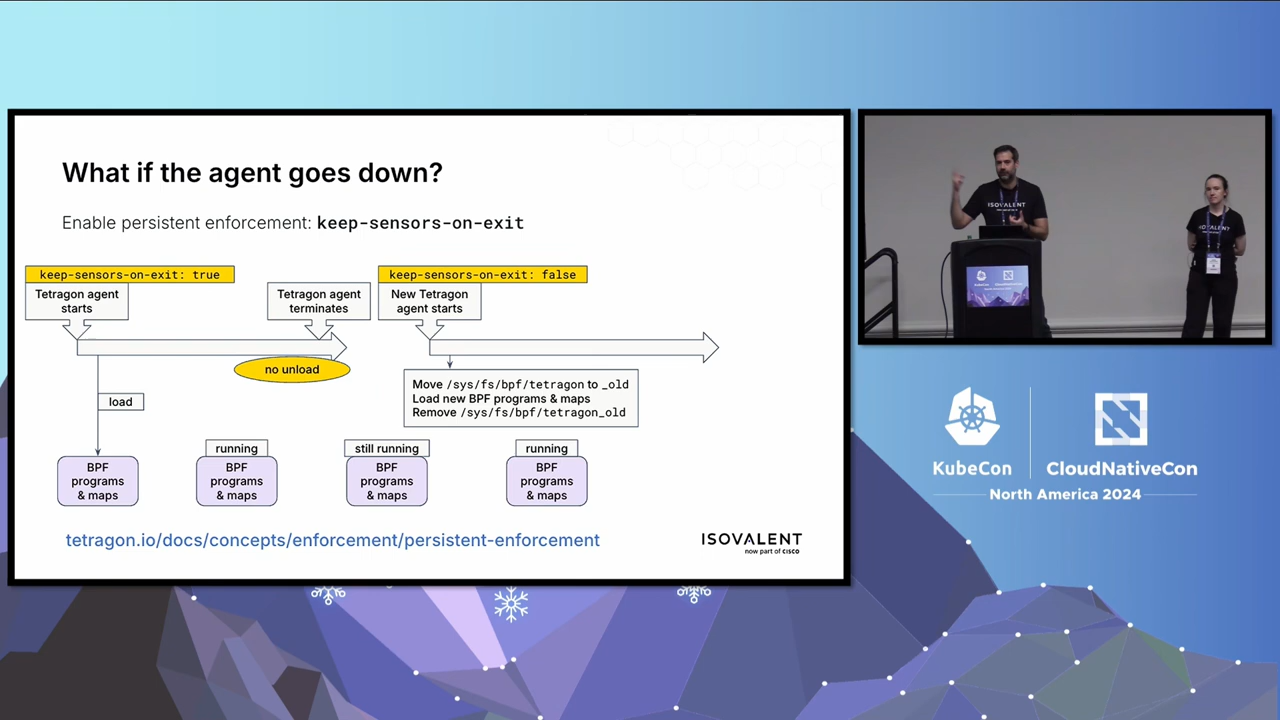 What if the agent goes down?
Enable persistent enforcement: keep-sensors-on-exit
keep-sensors-on-exit: true
Tetragon agent
starts
Tetragon agent
terminates
keep-sensors-on-exit: false
New Tetragon
agent starts
no unload
load
Move /sys/fs/bpf/tetragon to _old
Load new BPF programs & maps
Remove /sys/fs/bpf/tetragon_old
BPF
programs
& maps
running
BPF
programs
& maps
still running
BPF
programs
& maps
running
BPF
programs
& maps
tetragon.io/docs/concepts/enforcement/persistent-enforcement
ISOVALENT
now part of CISCO
ISOVALENT
ISOVALENT
KubeCon
CloudNativeCon
North America 2024